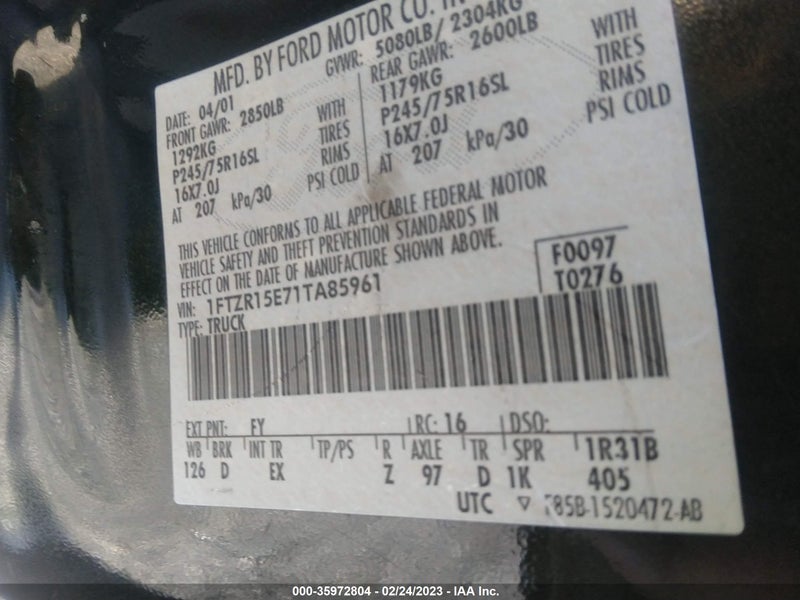 MFD. BY FORD MOTOR CO.
GVWR: 5080LB/ 2304KG
DATE: 04/01
FRONT GAWR: 2850LB
1292KG WITH
P245/75R16SL TIRES
16X7.0J RIMS
AT 207 kPa/30 PSI COLD
REAR GAWR: 2600LB
1179KG WITH
P245/75R16SL TIRES
16X7.0J RIMS
AT 207 kPa/30 PSI COLD
THIS VEHICLE CONFORMS TO ALL APPLICABLE FEDERAL MOTOR
VEHICLE SAFETY AND THEFT PREVENTION STANDARDS IN
EFFECT ON THE DATE OF MANUFACTURE SHOWN ABOVE.
VIN: 1FTZR15E71TA85961
TYPE: TRUCK
F0097
T0276
EXT PNT: FY RC: 16 DSO:
WB BRK INT TR TP/PS R AXLE TR SPR 1R31B
126 D EX Z 97 D 1K 405
UTC ▽ F85B-1520472-AB
000-35972804 - 02/24/2023 - IAA Inc.